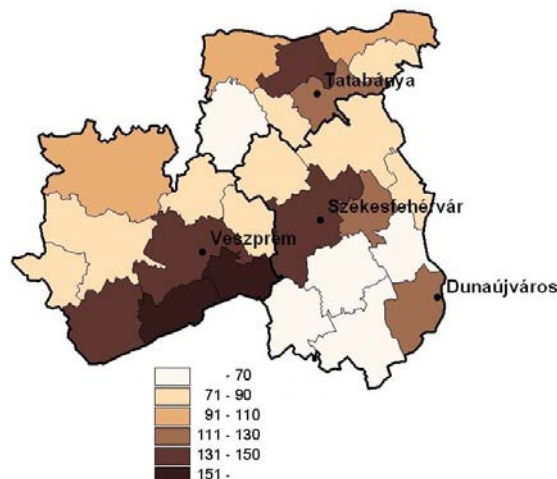 Tatabánya
Székesfehérvár
Veszprém
Dunaújváros
- 70
71 - 90
91 - 110
111 - 130
131 - 150
151 -